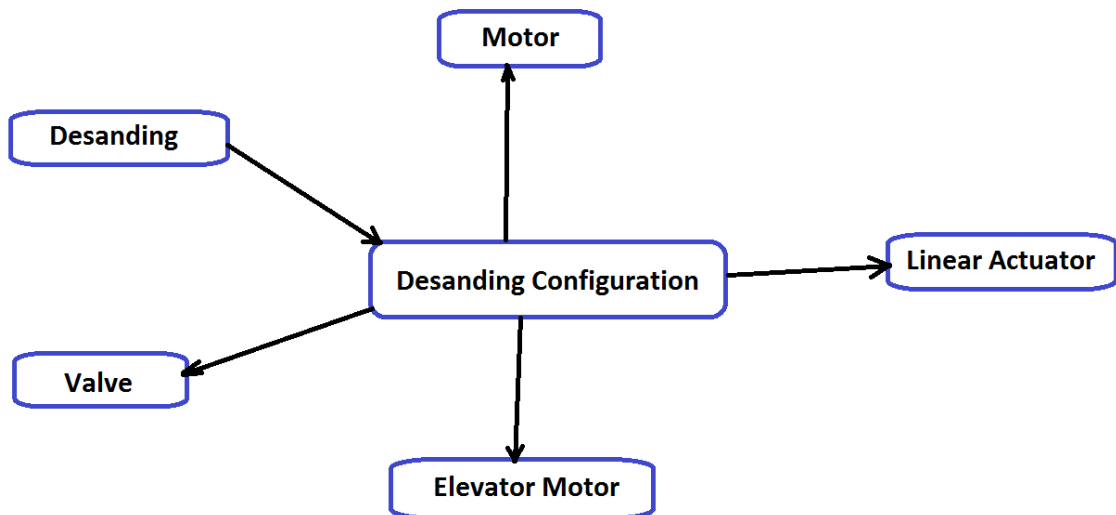 Motor
Desanding
Linear Actuator
Desanding Configuration
Valve
Elevator Motor